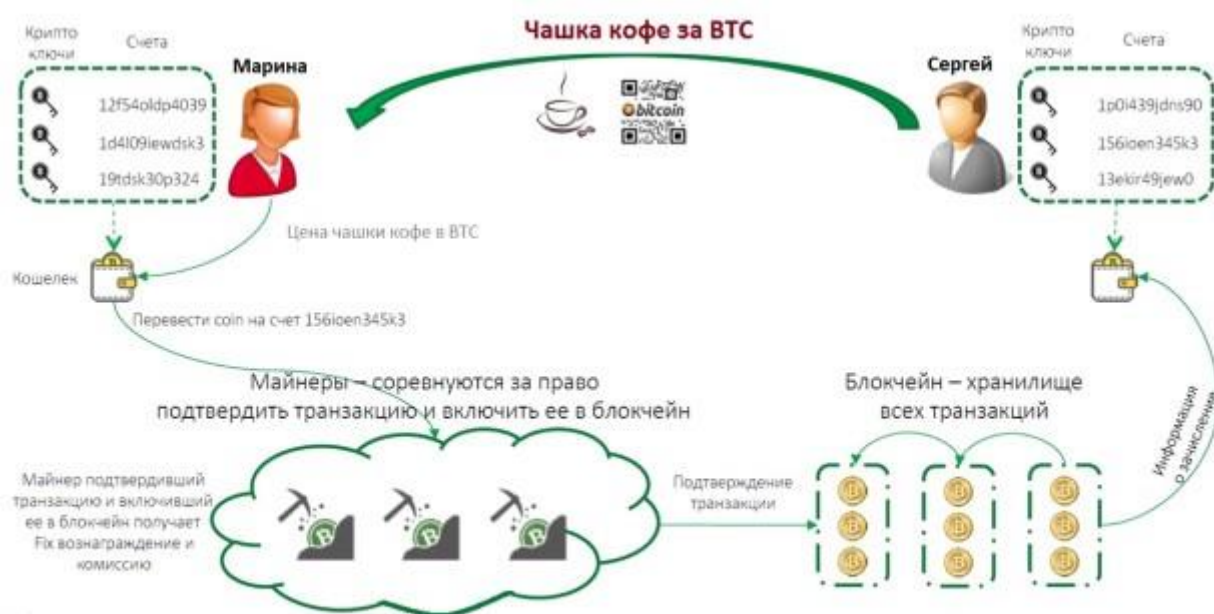 Чашка кофе за BTC
Крипто
ключи
Счета
Марина
12f54oldp4039
1d4l09iewdsk3
19tdsk30p324
bitcoin
Сергей
Крипто
ключи
Счета
1p0i439jdns90
156ioen345k3
13ekir49jew0
Цена чашки кофе в BTC
Кошелек
Перевести coin на счет 156ioen345k3
Майнеры – соревнуются за право
подтвердить транзакцию и включить ее в блокчейн
Блокчейн – хранилище
всех транзакций
Информация
о зачислении
Майнер подтвердивший
транзакцию и включивший
ее в блокчейн получает
Fix вознаграждение и
комиссию
Подтверждение
транзакции